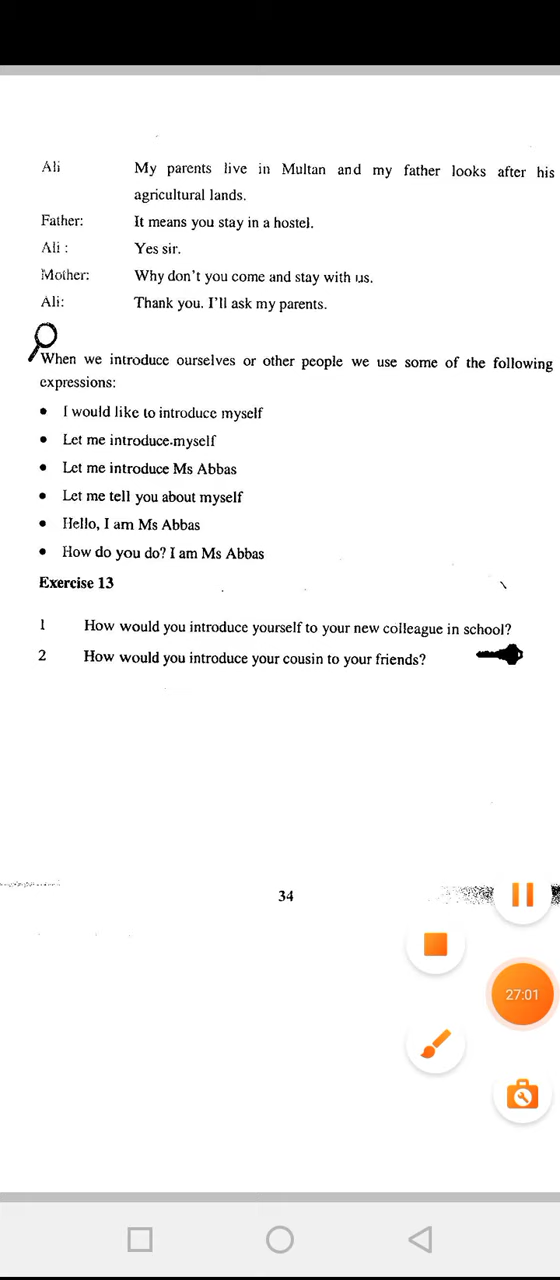 Ali My parents live in Multan and my father looks after his
agricultural lands.
Father: It means you stay in a hostel.
Ali : Yes sir.
Mother: Why don't you come and stay with us.
Ali: Thank you. I'll ask my parents.
When we introduce ourselves or other people we use some of the following
expressions:
• I would like to introduce myself
• Let me introduce myself
• Let me introduce Ms Abbas
• Let me tell you about myself
• Hello, I am Ms Abbas
• How do you do? I am Ms Abbas
Exercise 13
1 How would you introduce yourself to your new colleague in school?
2 How would you introduce your cousin to your friends?
34
27:01